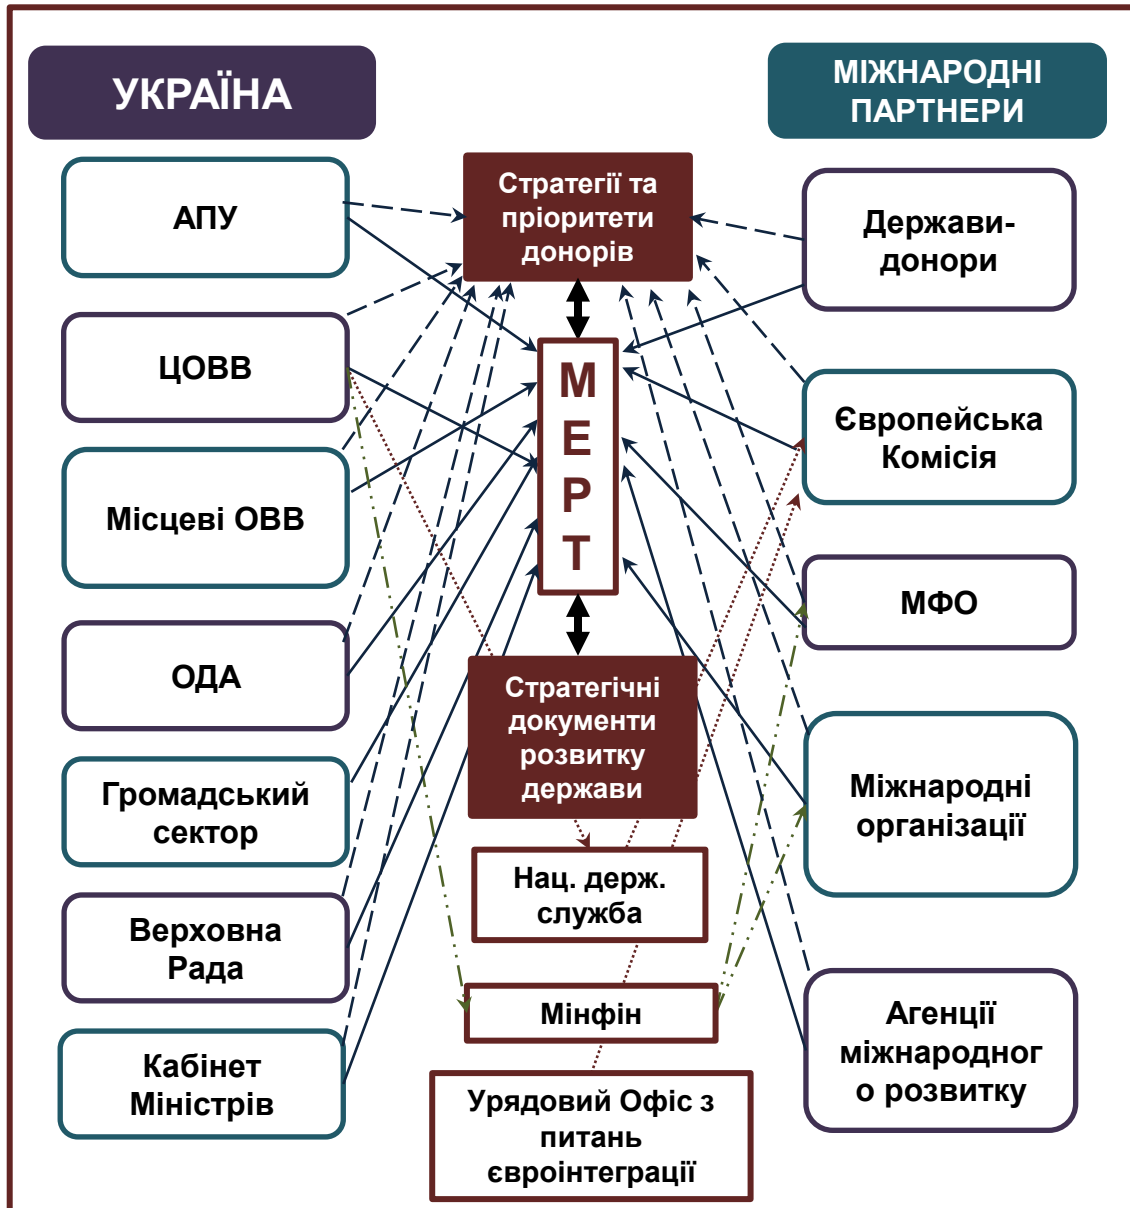 УКРАЇНА
МІЖНАРОДНІ
ПАРТНЕРИ
АПУ
ЦОВВ
Місцеві ОВВ
ОДА
Громадський
сектор
Верховна
Рада
Кабінет
Міністрів
Стратегії та
пріоритети
донорів
М
Е
Р
Т
Стратегічні
документи
розвитку
держави
Нац. держ.
служба
Мінфін
Урядовий Офіс з
питань
євроінтеграції
Держави-
донори
Європейська
Комісія
МФО
Міжнародні
організації
Агенції
міжнародног
о розвитку